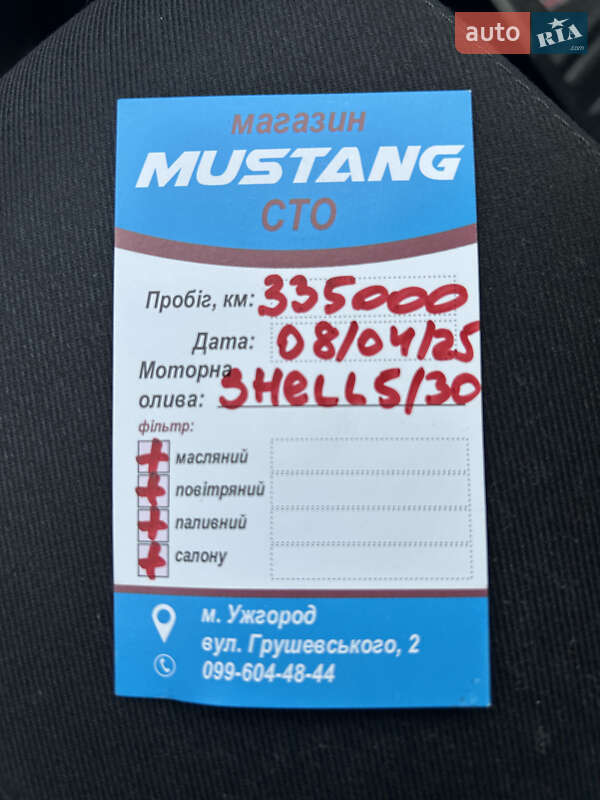 auto RIA .com
магазин
MUSTANG
СТО
Пробіг, км: 335000
Дата: 08/04/25
Моторна
олива: SHELL 5/30
фільтр:
+ масляний
+ повітряний
+ паливний
+ салону
м. Ужгород
вул. Грушевського, 2
099-604-48-44